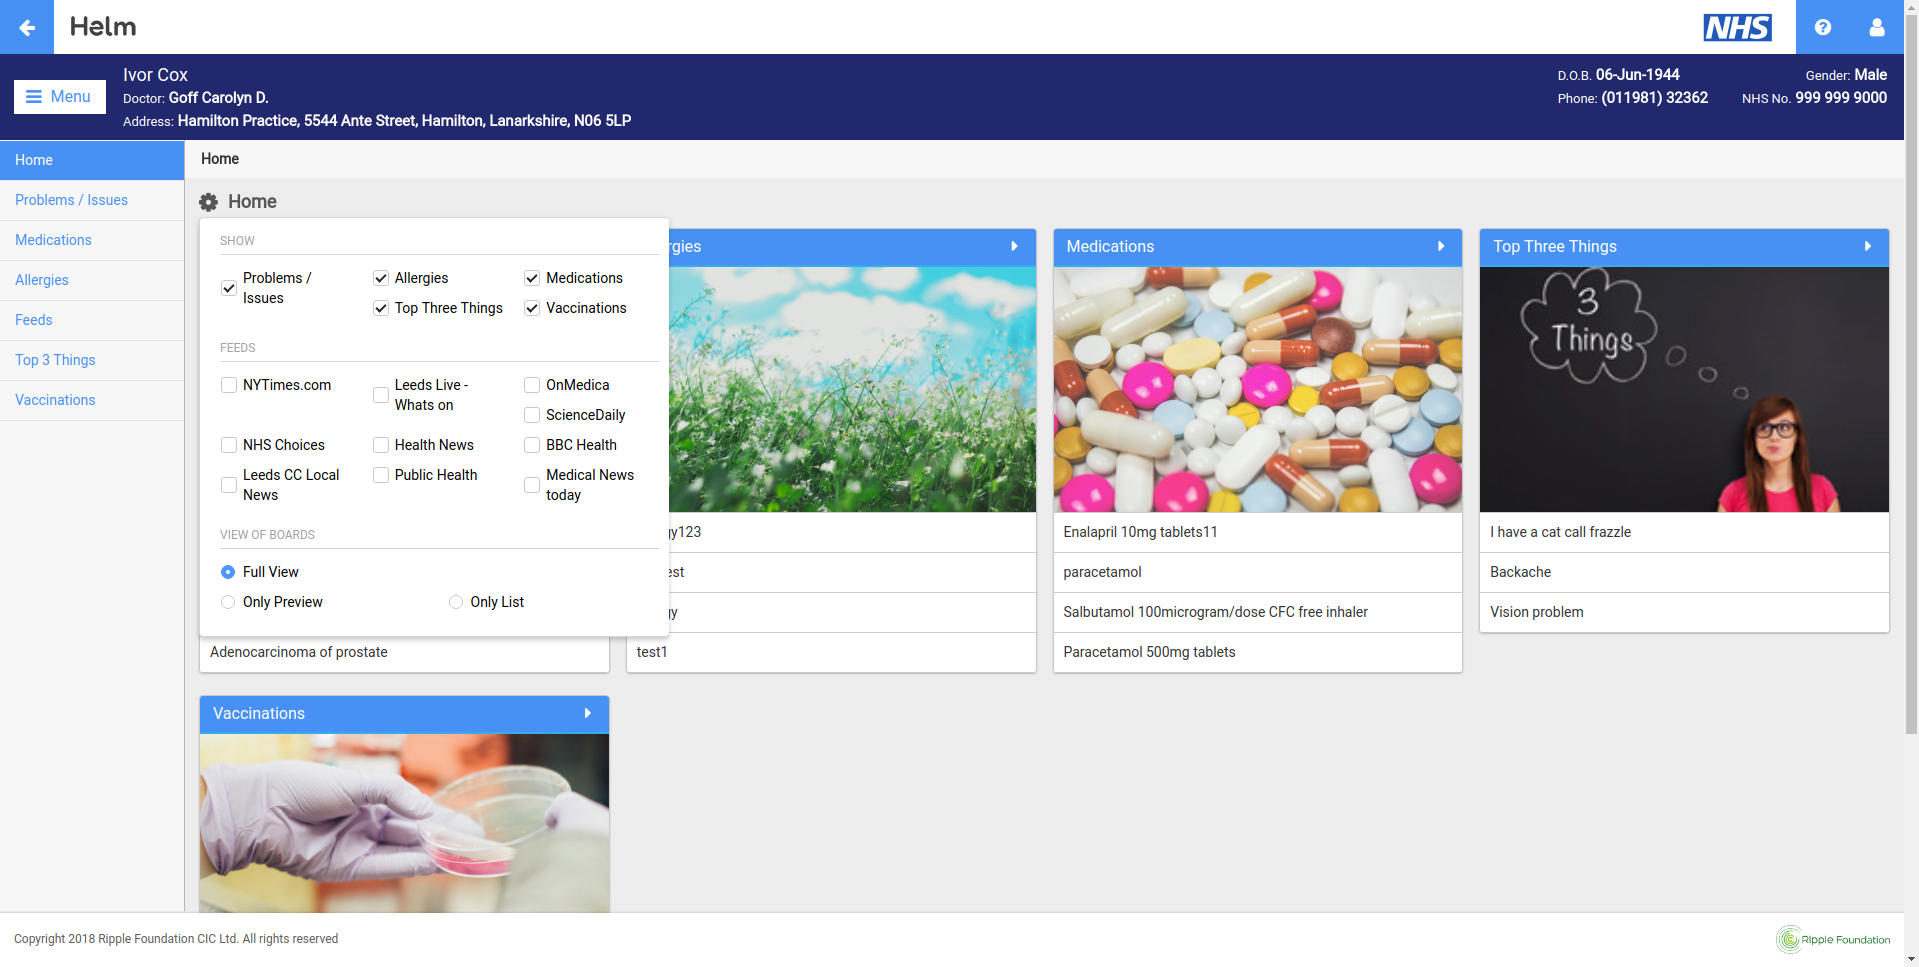 Helm
NHS
Menu
Ivor Cox
Doctor: Goff Carolyn D.
Address: Hamilton Practice, 5544 Ante Street, Hamilton, Lanarkshire, N06 5LP
D.O.B. 06-Jun-1944
Gender: Male
Phone: (011981) 32362
NHS No. 999 999 9000
Home
Problems / Issues
Medications
Allergies
Feeds
Top 3 Things
Vaccinations
Home
Home
SHOW
Problems / Issues
Allergies
Medications
Top Three Things
Vaccinations
FEEDS
NYTimes.com
Leeds Live - Whats on
OnMedica
ScienceDaily
NHS Choices
Health News
BBC Health
Leeds CC Local News
Public Health
Medical News today
VIEW OF BOARDS
Full View
Only Preview
Only List
Adenocarcinoma of prostate
rgies
gy123
est
gy
test1
Medications
Enalapril 10mg tablets11
paracetamol
Salbutamol 100microgram/dose CFC free inhaler
Paracetamol 500mg tablets
Top Three Things
3
Things
I have a cat call frazzle
Backache
Vision problem
Vaccinations
Copyright 2018 Ripple Foundation CIC Ltd. All rights reserved
Ripple Foundation